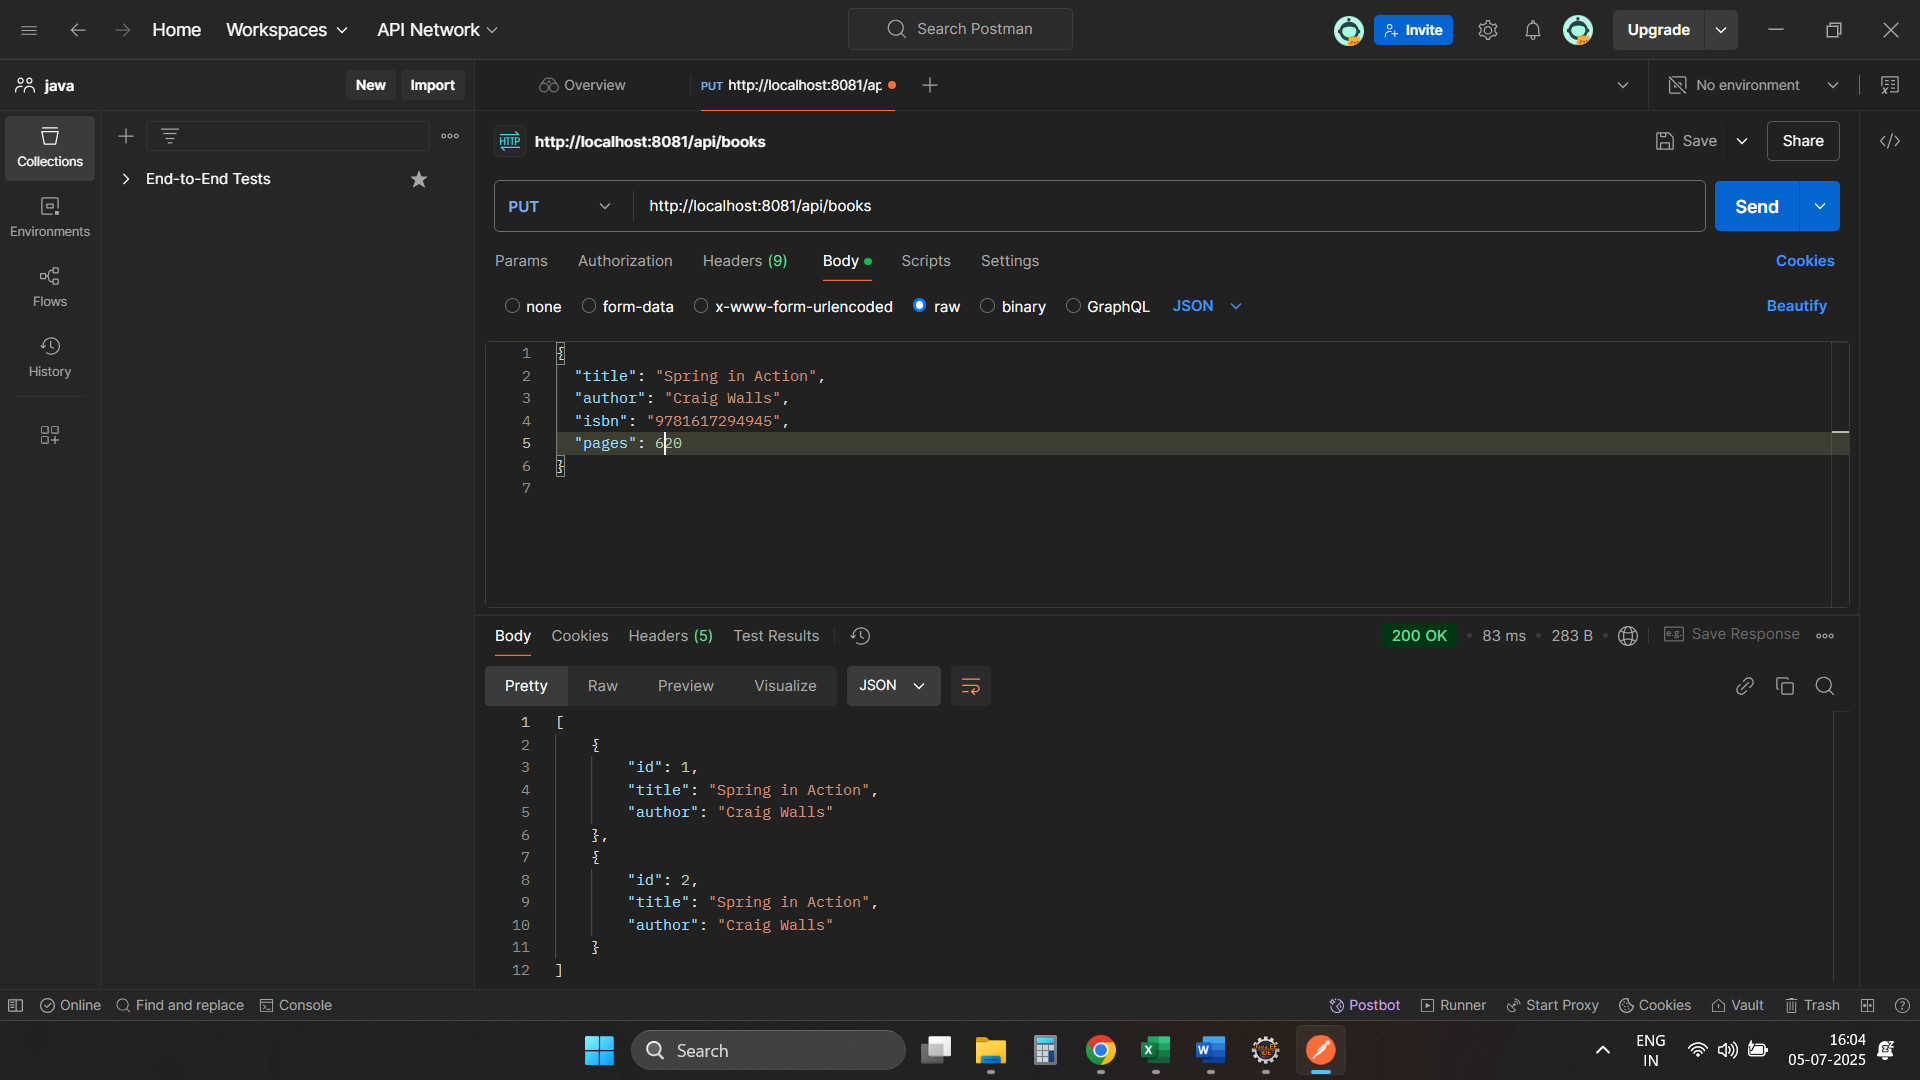 Home Workspaces API Network Search Postman Invite Upgrade
java New Import Overview PUT http://localhost:8081/ap No environment
HTTP http://localhost:8081/api/books Save Share
Collections
End-to-End Tests
PUT http://localhost:8081/api/books Send
Environments
Params Authorization Headers (9) Body Scripts Settings Cookies
Flows
none form-data x-www-form-urlencoded raw binary GraphQL JSON Beautify
History
1 {
2 "title": "Spring in Action",
3 "author": "Craig Walls",
4 "isbn": "9781617294945",
5 "pages": 620
6 }
7
Body Cookies Headers (5) Test Results 200 OK 83 ms 283 B e.g. Save Response
Pretty Raw Preview Visualize JSON
1 [
2 {
3 "id": 1,
4 "title": "Spring in Action",
5 "author": "Craig Walls"
6 },
7 {
8 "id": 2,
9 "title": "Spring in Action",
10 "author": "Craig Walls"
11 }
12 ]
Online Find and replace Console Postbot Runner Start Proxy Cookies Vault Trash
Search ENG 16:04
IN 05-07-2025